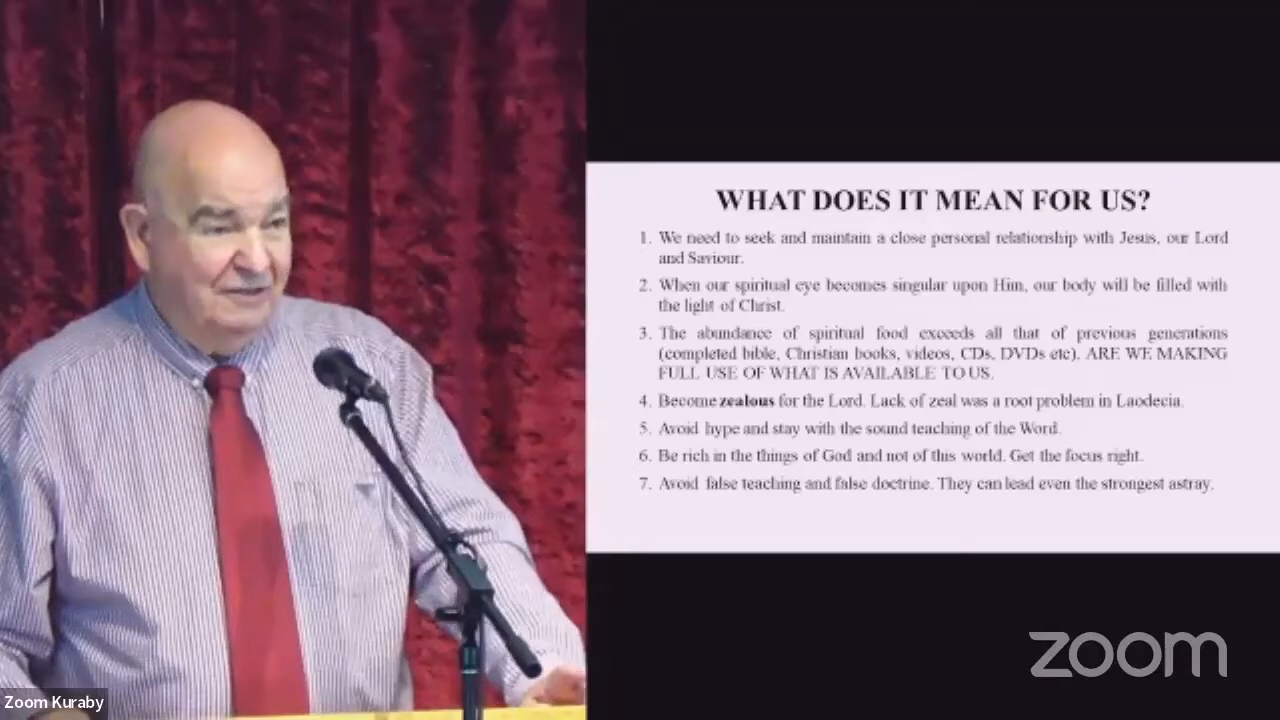 WHAT DOES IT MEAN FOR US?
1. We need to seek and maintain a close personal relationship with Jesus, our Lord
and Saviour.
2. When our spiritual eye becomes singular upon Him, our body will be filled with
the light of Christ.
3. The abundance of spiritual food exceeds all that of previous generations
(completed bible, Christian books, videos, CDs, DVDs etc). ARE WE MAKING
FULL USE OF WHAT IS AVAILABLE TO US.
4. Become zealous for the Lord. Lack of zeal was a root problem in Laodecia.
5. Avoid hype and stay with the sound teaching of the Word.
6. Be rich in the things of God and not of this world. Get the focus right.
7. Avoid false teaching and false doctrine. They can lead even the strongest astray.
zoom
Zoom Kuraby